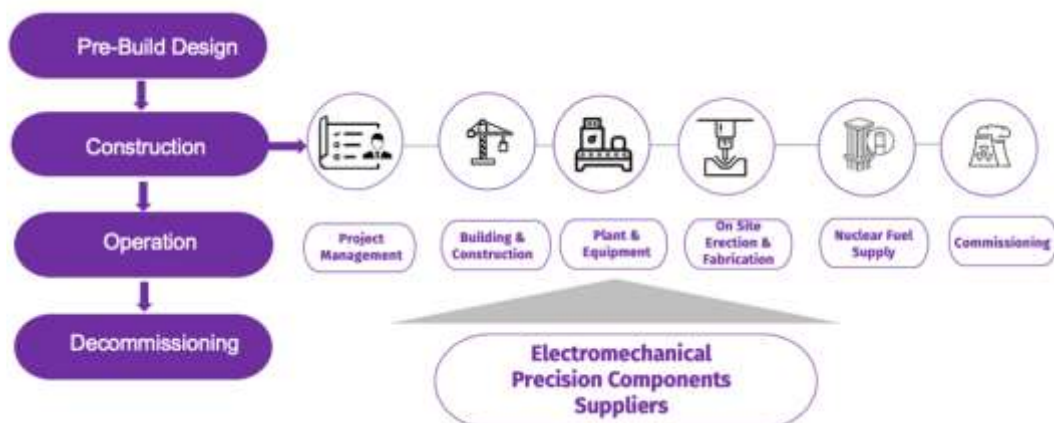 Pre-Build Design
Construction
Operation
Decommissioning
Project
Management
Building &
Construction
Plant &
Equipment
On Site
Erection &
Fabrication
Nuclear Fuel
Supply
Commissioning
Electromechanical
Precision Components
Suppliers